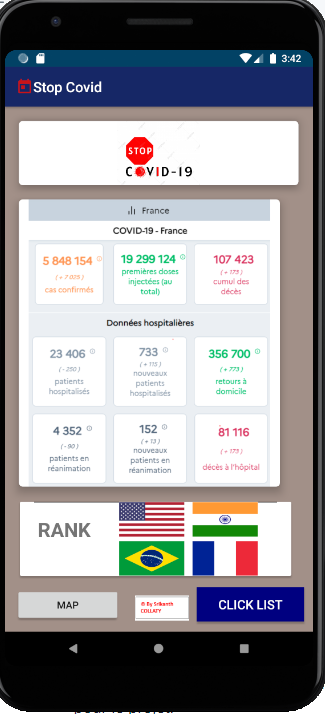 3:42
Stop Covid
STOP
COVID-19
France
COVID-19 - France
5 848 154
(+ 7 005)
cas confirmés
19 299 124
premières doses
injectées (au
total)
107 423
(+ 173)
cumul des
décès
Données hospitalières
23 406
(- 250)
patients
hospitalisés
733
(+ 115)
nouveaux
patients
hospitalisés
356 700
(+ 773)
retours à
domicile
4 352
(- 90)
patients en
réanimation
152
(+ 13)
nouveaux
patients en
réanimation
81 116
(+ 173)
décès à l'hôpital
RANK
MAP
© By Srikanth
COLLATY
CLICK LIST